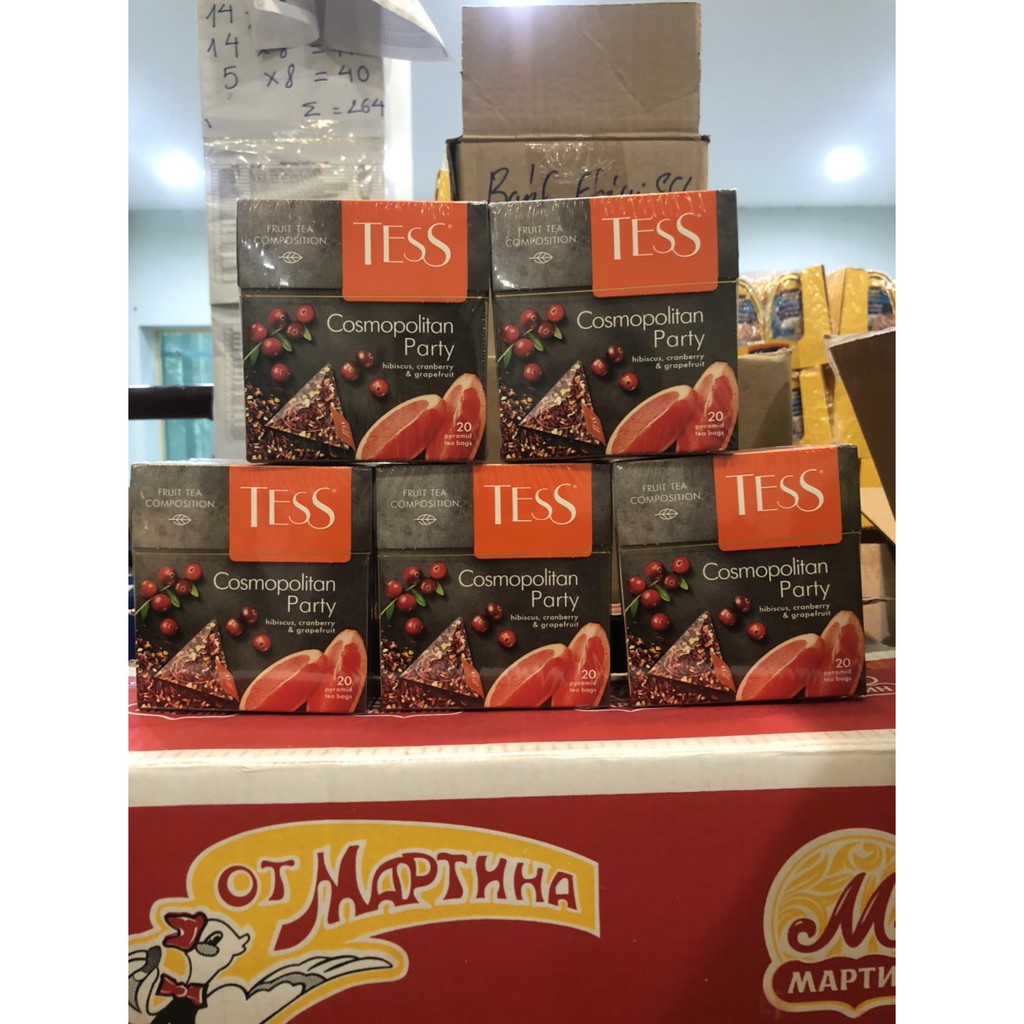 14
14
5 x8 = 40
Σ = 264
FRUIT TEA
COMPOSITION
TESS
Cosmopolitan
Party
hibiscus, cranberry
& grapefruit
20
pyramid
tea bags
FRUIT TEA
COMPOSITION
TESS
Cosmopolitan
Party
hibiscus, cranberry
& grapefruit
20
pyramid
tea bags
FRUIT TEA
COMPOSITION
TESS
Cosmopolitan
Party
hibiscus, cranberry
& grapefruit
20
pyramid
tea bags
FRUIT TEA
COMPOSITION
TESS
Cosmopolitan
Party
hibiscus, cranberry
& grapefruit
20
pyramid
tea bags
FRUIT TEA
COMPOSITION
TESS
Cosmopolitan
Party
hibiscus, cranberry
& grapefruit
20
pyramid
tea bags
ОТ МАРТИНА
М
МАРТИ